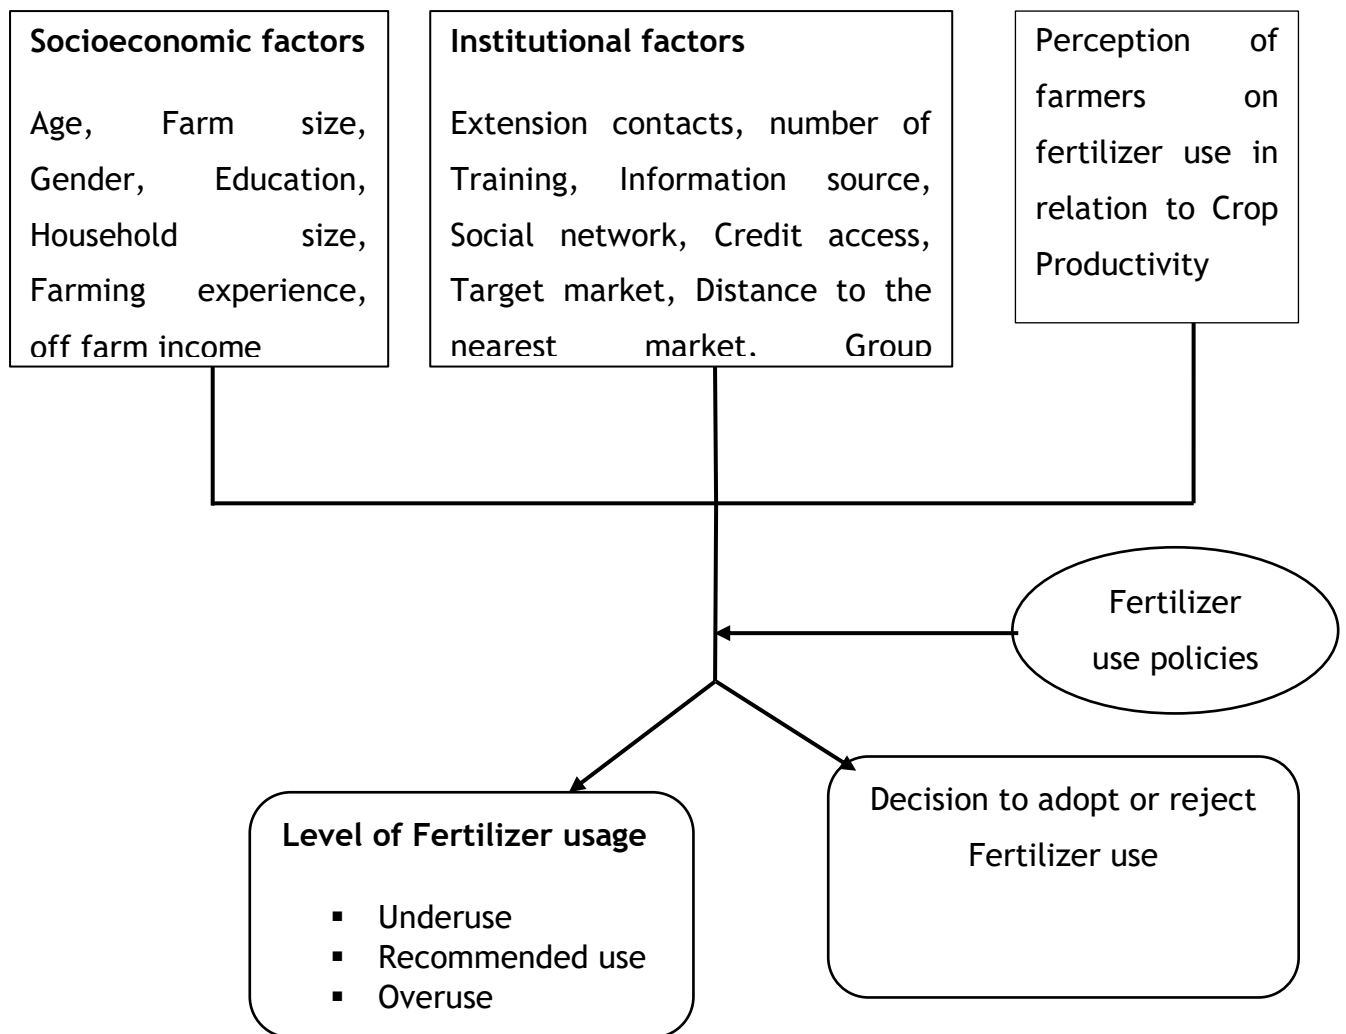 Socioeconomic factors
Age, Farm size,
Gender, Education,
Household size,
Farming experience,
off farm income
Institutional factors
Extension contacts, number of
Training, Information source,
Social network, Credit access,
Target market, Distance to the
nearest market, Group
Perception of
farmers on
fertilizer use in
relation to Crop
Productivity
Fertilizer
use policies
Level of Fertilizer usage
▪ Underuse
▪ Recommended use
▪ Overuse
Decision to adopt or reject
Fertilizer use